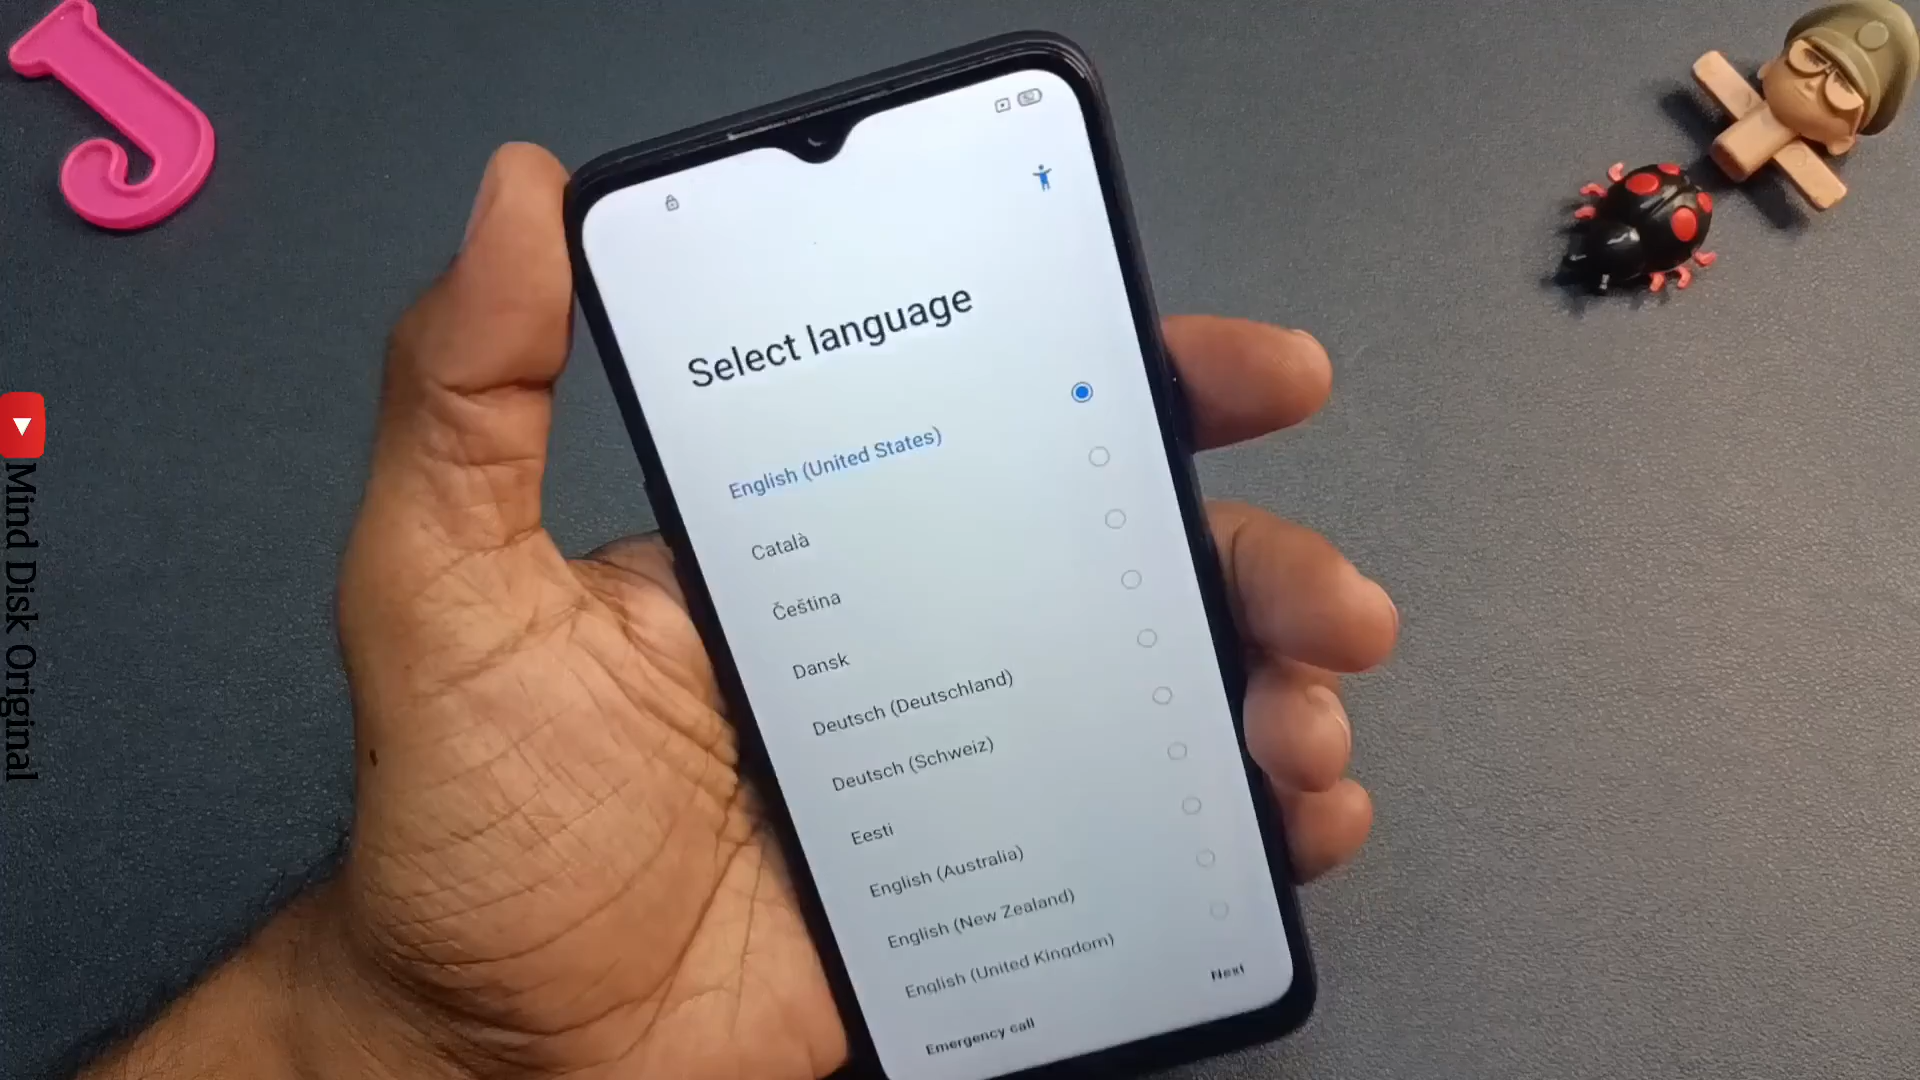 Select language
English (United States)
Català
Čeština
Dansk
Deutsch (Deutschland)
Deutsch (Schweiz)
Eesti
English (Australia)
English (New Zealand)
English (United Kingdom)
Next
Emergency call
Mind Disk Original